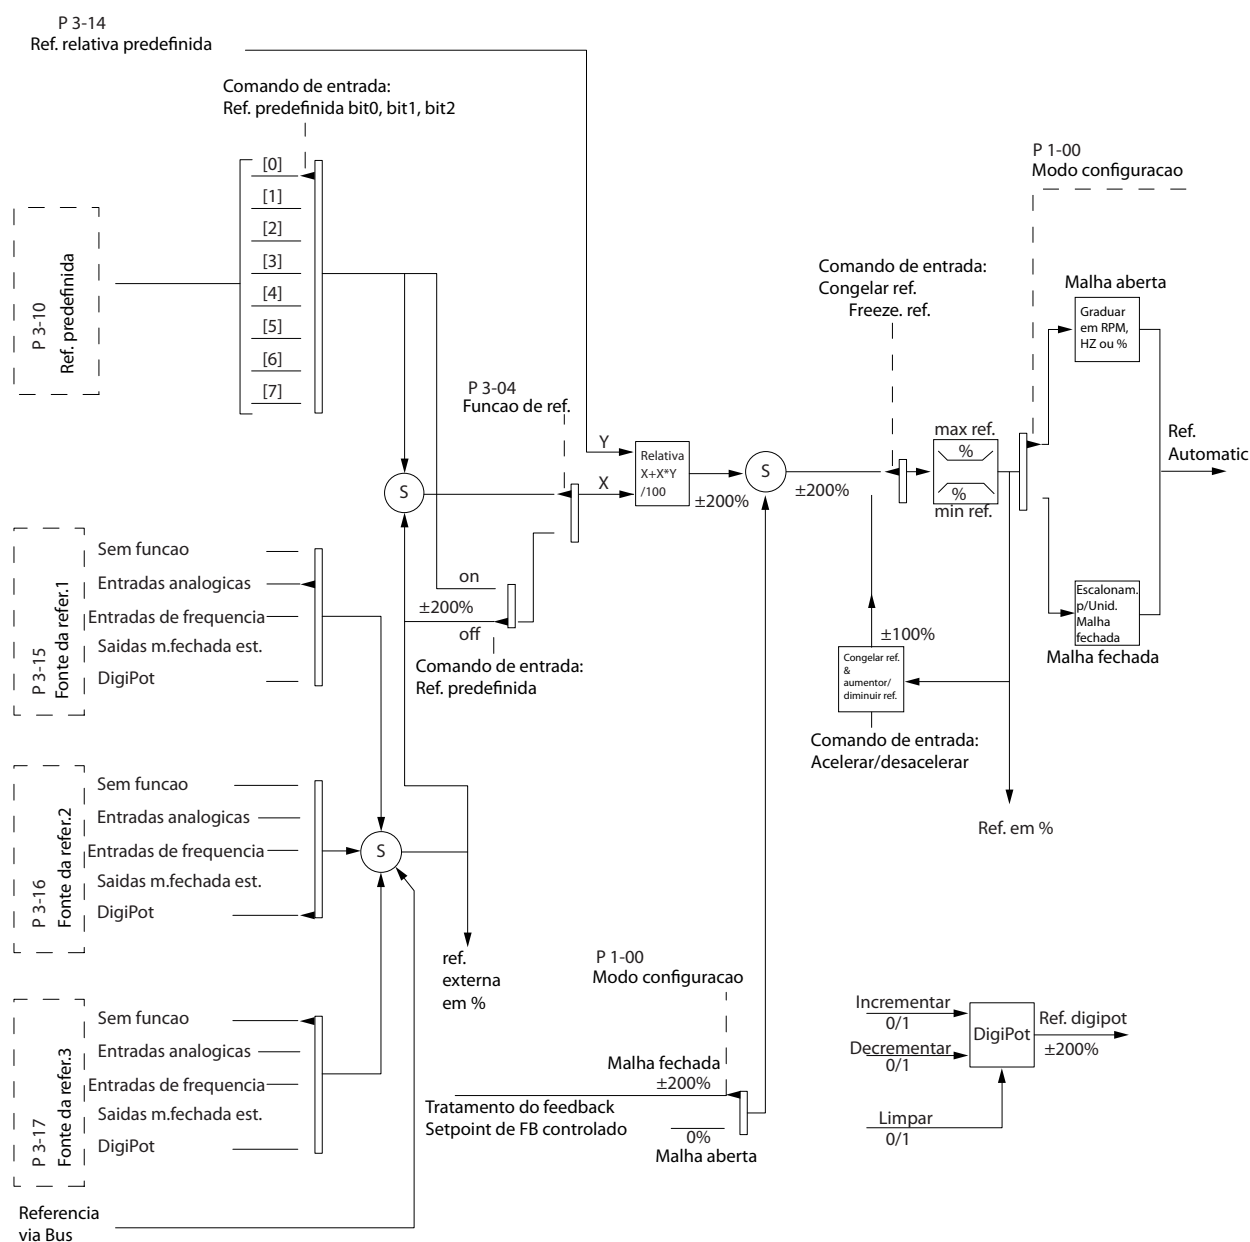 P 3-14
Ref. relativa predefinida
Comando de entrada:
Ref. predefinida bit0, bit1, bit2
[0]
[1]
[2]
[3]
[4]
[5]
[6]
[7]
P 3-10
Ref. predefinida
P 1-00
Modo configuracao
Comando de entrada:
Congelar ref.
Freeze. ref.
Malha aberta
Graduar
em RPM,
HZ ou %
P 3-04
Funcao de ref.
Y
X
Relativa
X+X*Y
/100
±200%
S
±200%
max ref.
%
%
min ref.
Ref.
Automatic
S
on
±200%
off
Comando de entrada:
Ref. predefinida
P 3-15
Fonte da refer.1
Sem funcao
Entradas analogicas
Entradas de frequencia
Saidas m.fechada est.
DigiPot
Escalonam.
p/Unid.
Malha
fechada
Malha fechada
±100%
Congelar ref.
&
aumentor/
diminuir ref.
Comando de entrada:
Acelerar/desacelerar
Ref. em %
P 3-16
Fonte da refer.2
Sem funcao
Entradas analogicas
Entradas de frequencia
Saidas m.fechada est.
DigiPot
S
ref.
externa
em %
P 1-00
Modo configuracao
Malha fechada
±200%
Tratamento do feedback
Setpoint de FB controlado
0%
Malha aberta
P 3-17
Fonte da refer.3
Sem funcao
Entradas analogicas
Entradas de frequencia
Saidas m.fechada est.
DigiPot
Incrementar
0/1
Decrementar
0/1
Limpar
0/1
DigiPot
Ref. digipot
±200%
Referencia
via Bus